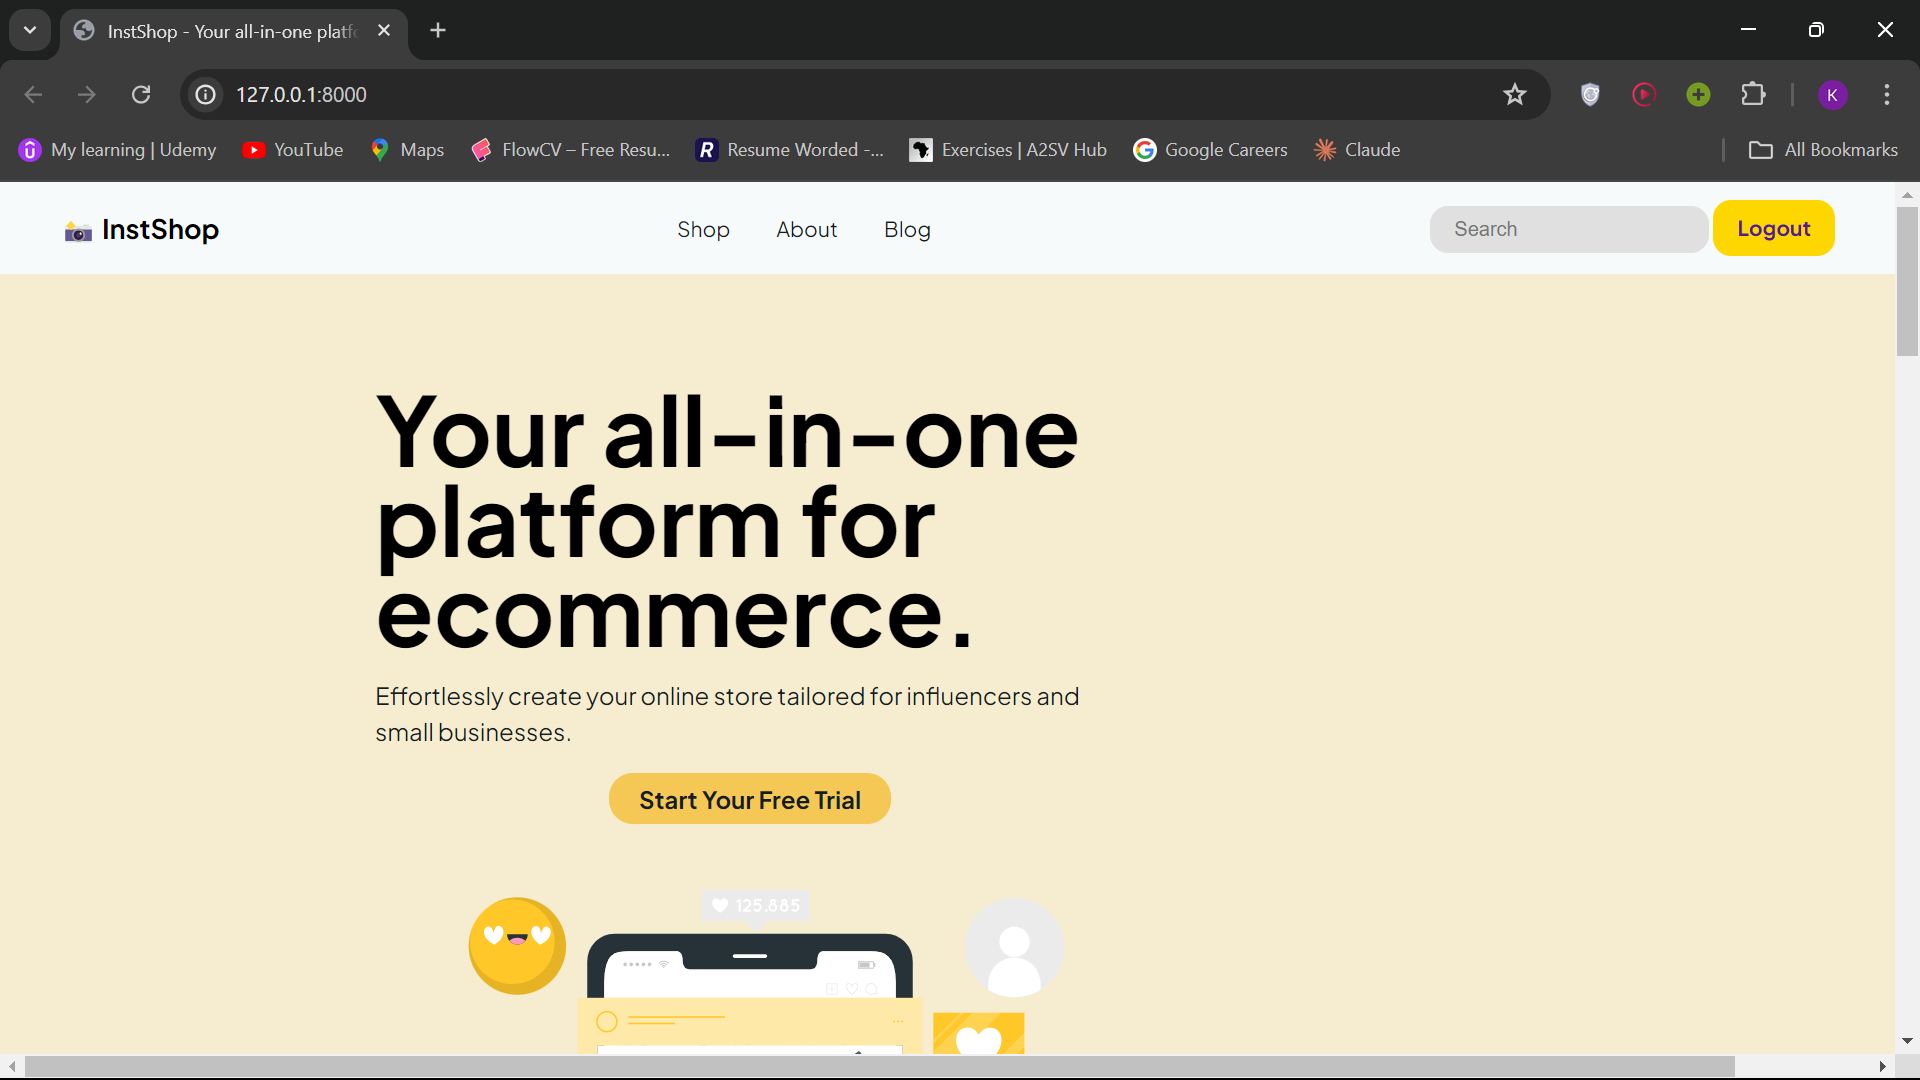 InstShop - Your all-in-one platf
127.0.0.1:8000
K
My learning | Udemy
YouTube
Maps
FlowCV – Free Resu...
R
Resume Worded -...
Exercises | A2SV Hub
Google Careers
Claude
All Bookmarks
InstShop
Shop
About
Blog
Search
Logout
Your all-in-one
platform for
ecommerce.
Effortlessly create your online store tailored for influencers and
small businesses.
Start Your Free Trial
125.885